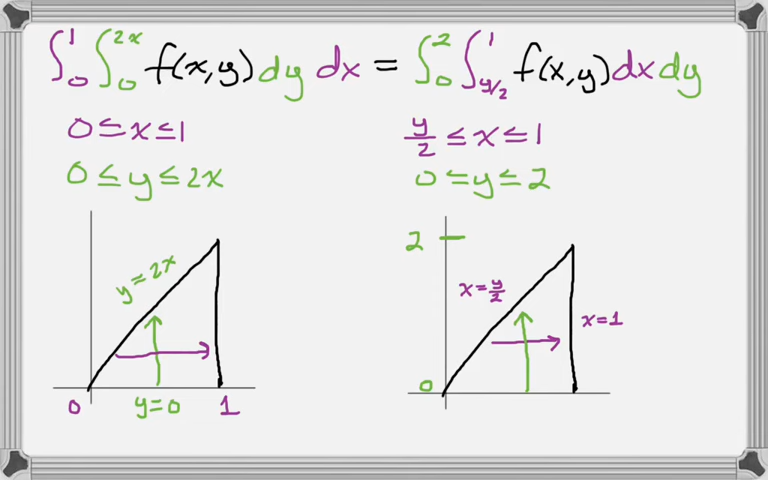 ∫₀¹ ∫₀²ˣ f(x,y) dy dx = ∫₀² ∫_{y/2}¹ f(x,y) dx dy
0 ≤ x ≤ 1
y/2 ≤ x ≤ 1
0 ≤ y ≤ 2x
0 ≤ y ≤ 2
y = 2x
0
y=0
1
2
x = y/2
x=1
0